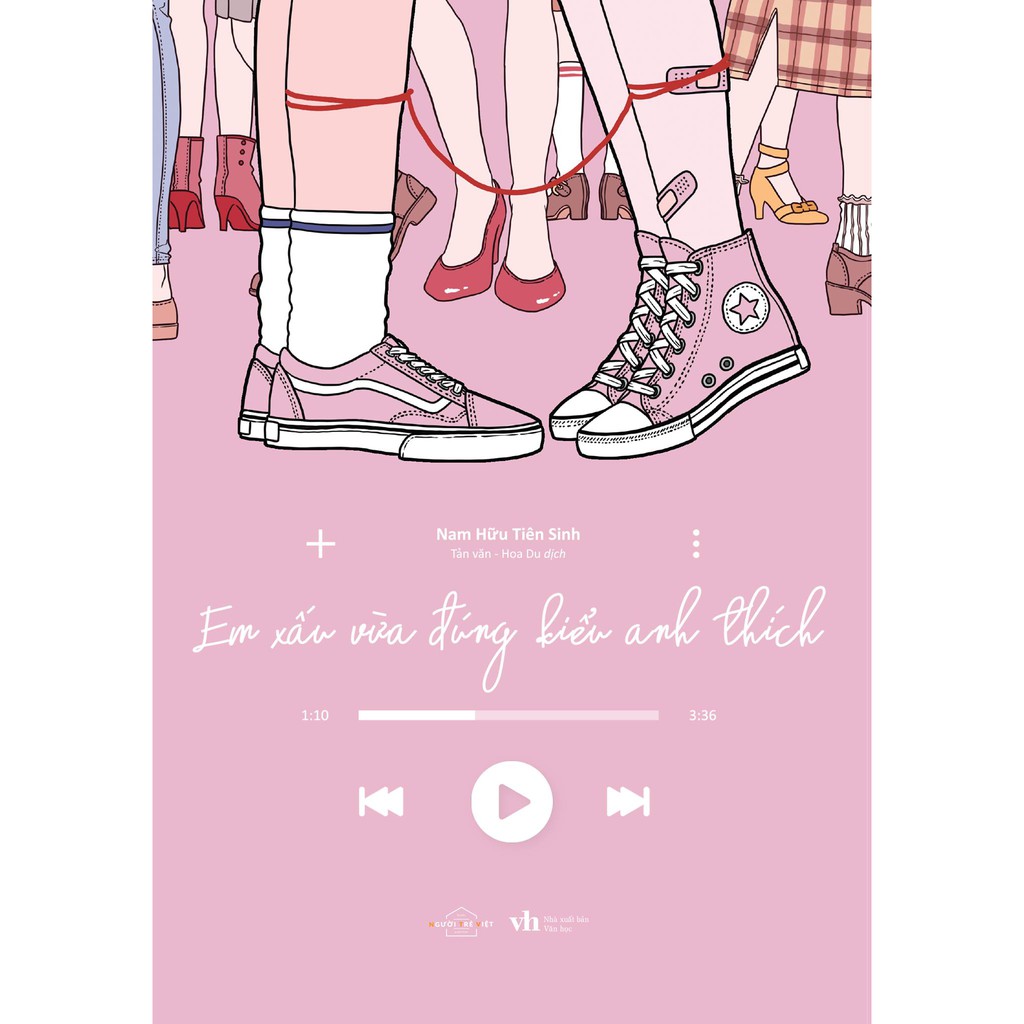 Nam Hữu Tiên Sinh
Tản văn - Hoa Du dịch
Em xấu vừa đúng kiểu anh thích
1:10
3:36
NGƯỜI TRẺ VIỆT
vh Nhà xuất bản
Văn học